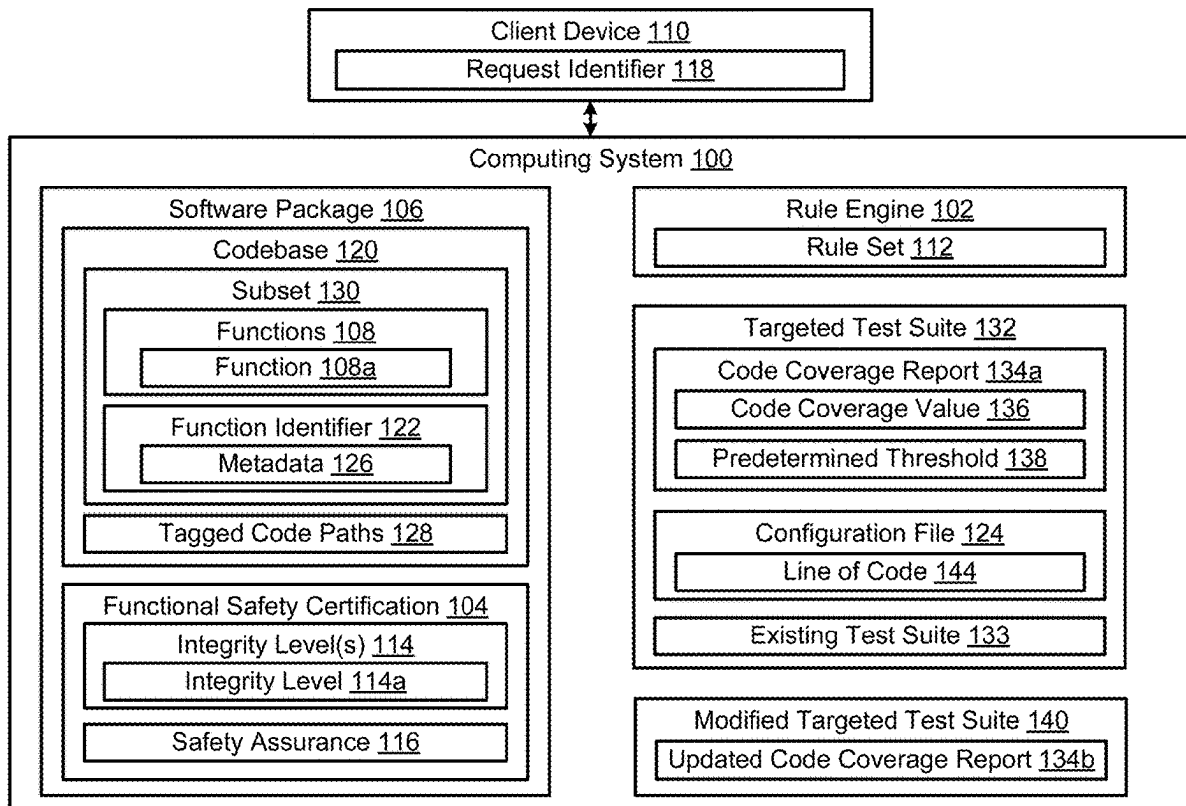 Client Device 110
Request Identifier 118
Computing System 100
Software Package 106
Codebase 120
Subset 130
Functions 108
Function 108a
Function Identifier 122
Metadata 126
Tagged Code Paths 128
Functional Safety Certification 104
Integrity Level(s) 114
Integrity Level 114a
Safety Assurance 116
Rule Engine 102
Rule Set 112
Targeted Test Suite 132
Code Coverage Report 134a
Code Coverage Value 136
Predetermined Threshold 138
Configuration File 124
Line of Code 144
Existing Test Suite 133
Modified Targeted Test Suite 140
Updated Code Coverage Report 134b